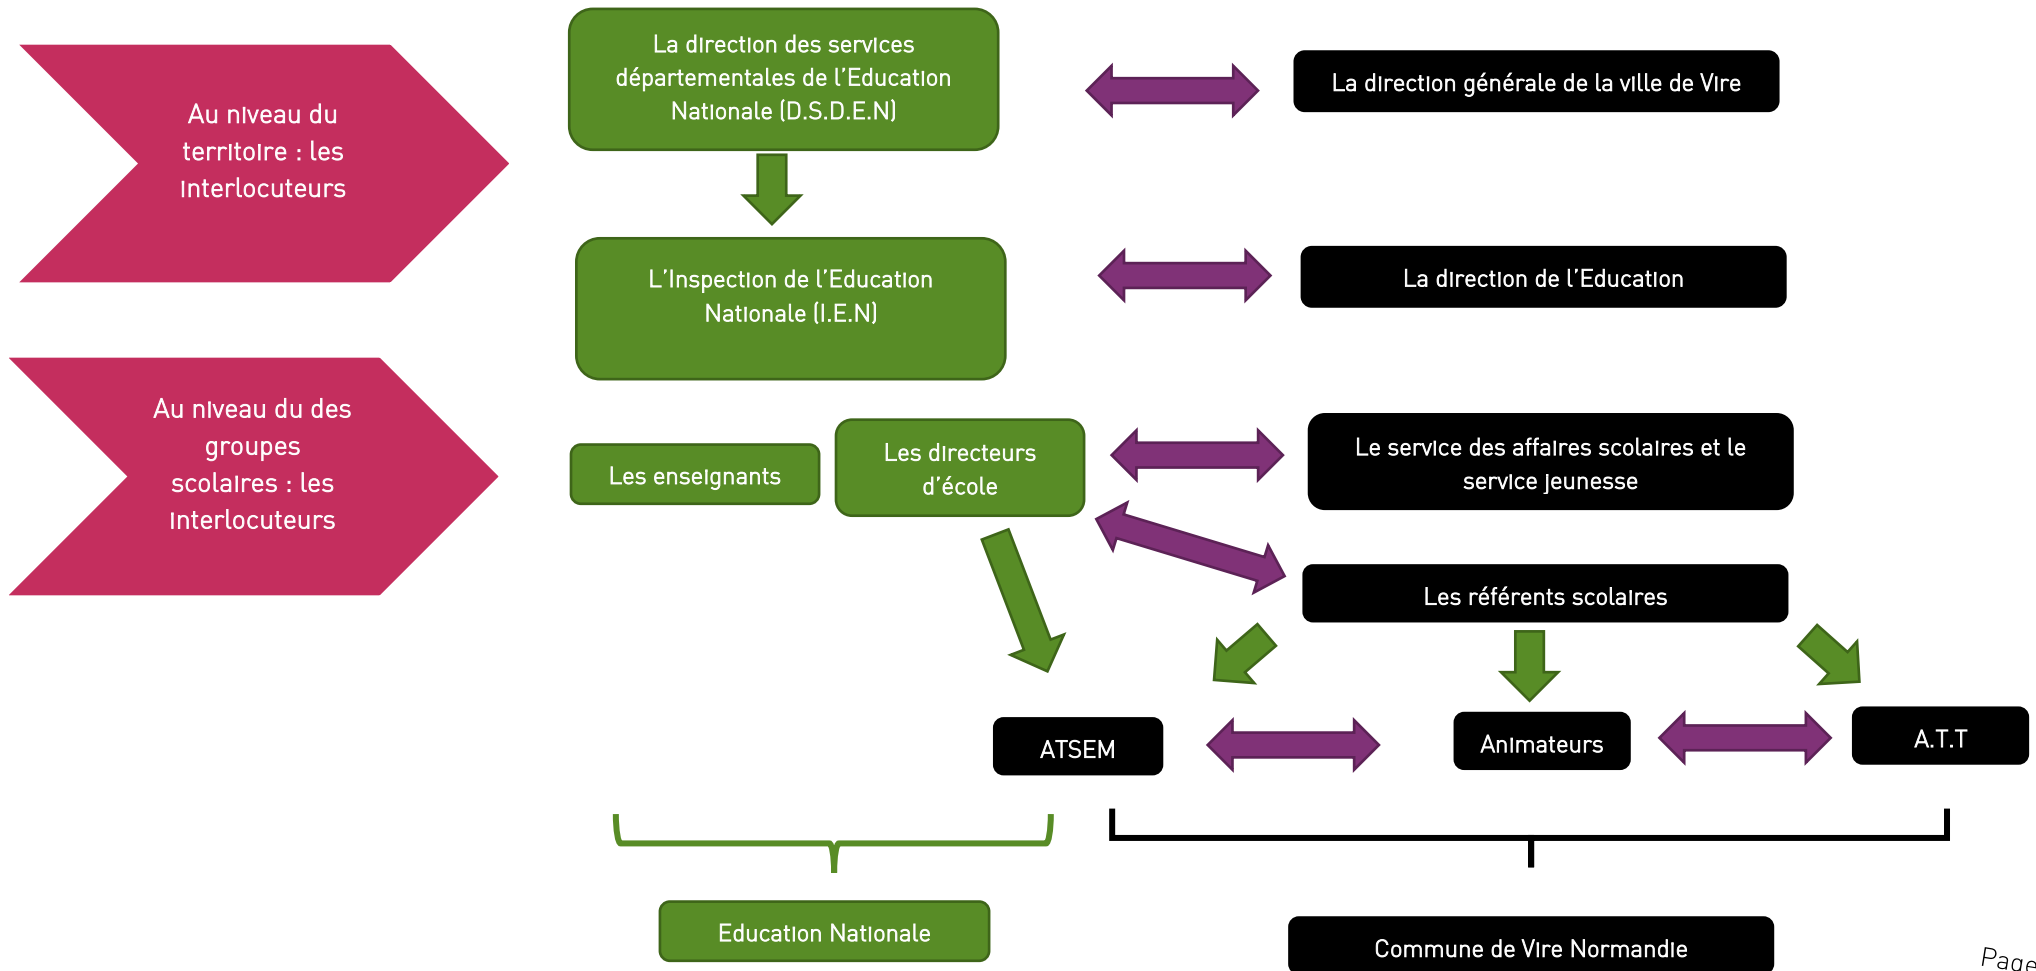 La direction des services
départementales de l'Education
Nationale (D.S.D.E.N)
La direction générale de la ville de Vire
Au niveau du
territoire : les
interlocuteurs
L'Inspection de l'Education
Nationale (I.E.N)
La direction de l'Education
Au niveau du des
groupes
scolaires : les
interlocuteurs
Les enseignants
Les directeurs
d'école
Le service des affaires scolaires et le
service jeunesse
Les référents scolaires
ATSEM
Animateurs
A.T.T
Education Nationale
Commune de Vire Normandie
Page